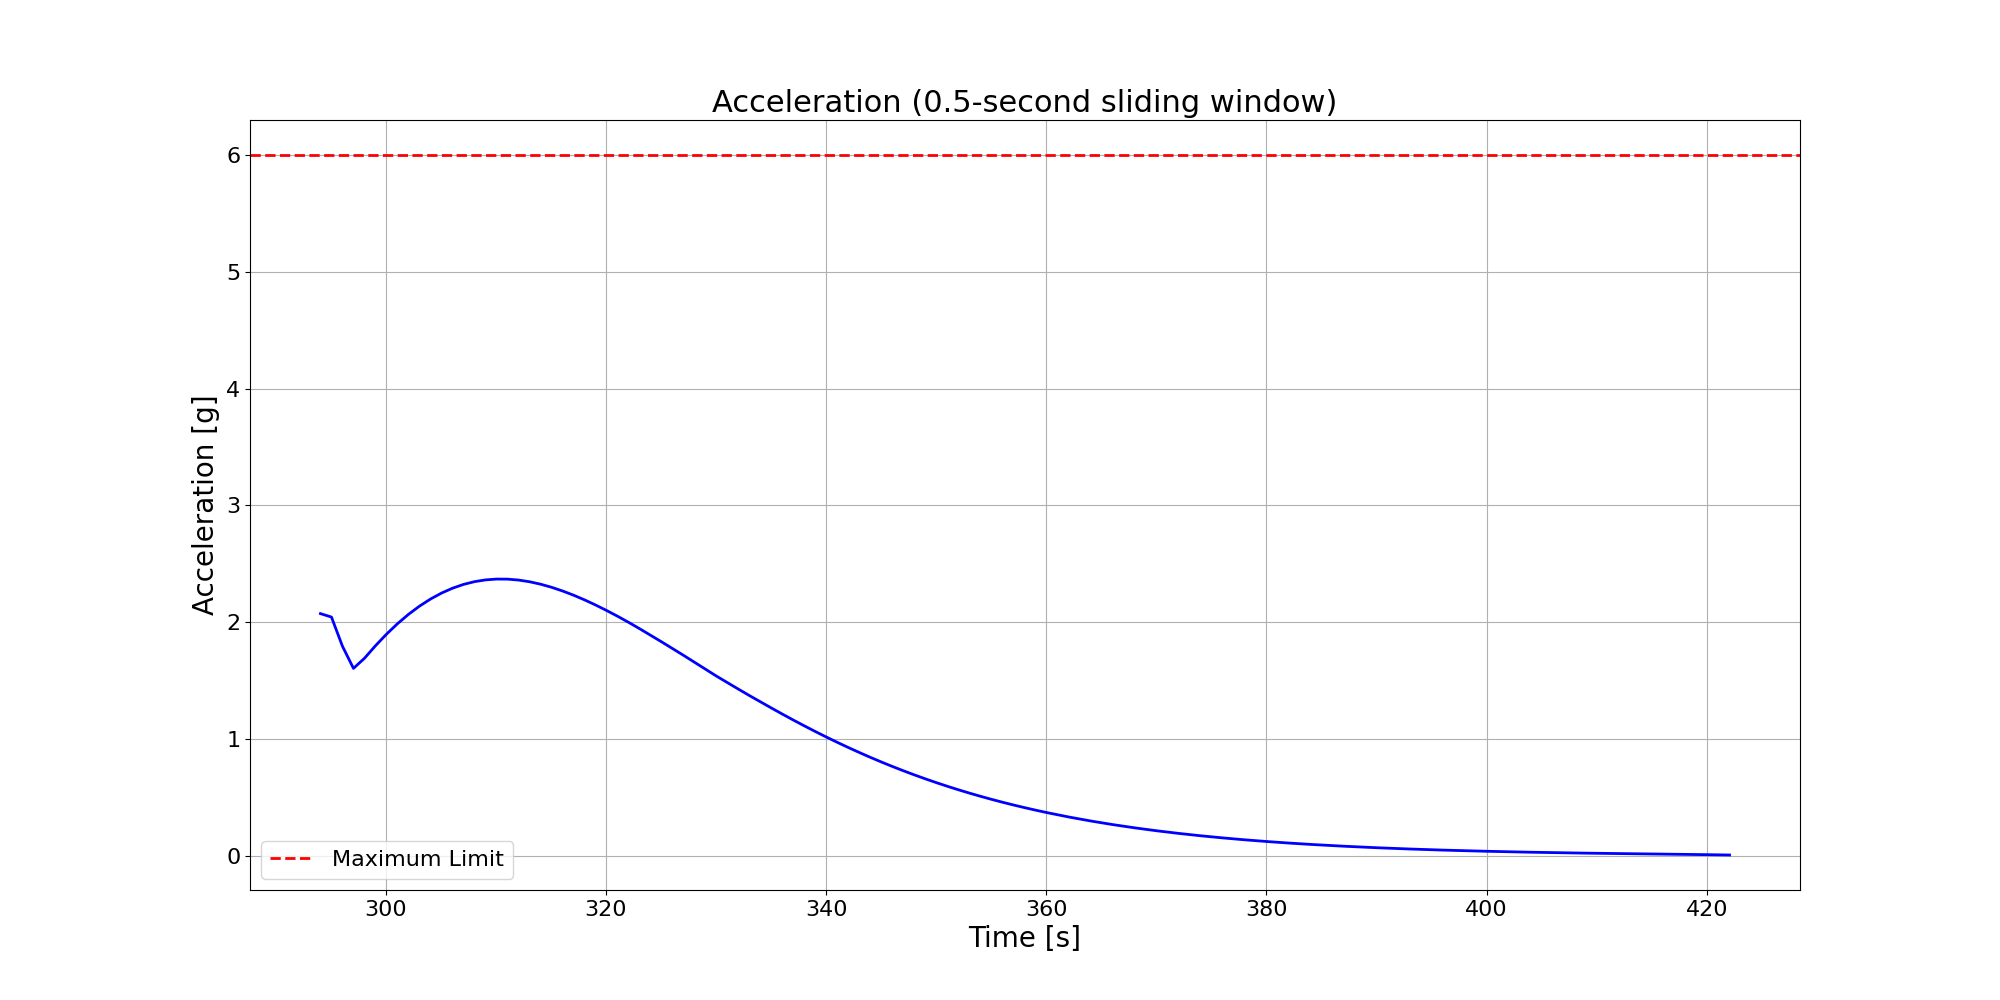 Acceleration (0.5-second sliding window)
6
5
4
3
2
1
0
Acceleration [g]
Maximum Limit
300 320 340 360 380 400 420
Time [s]